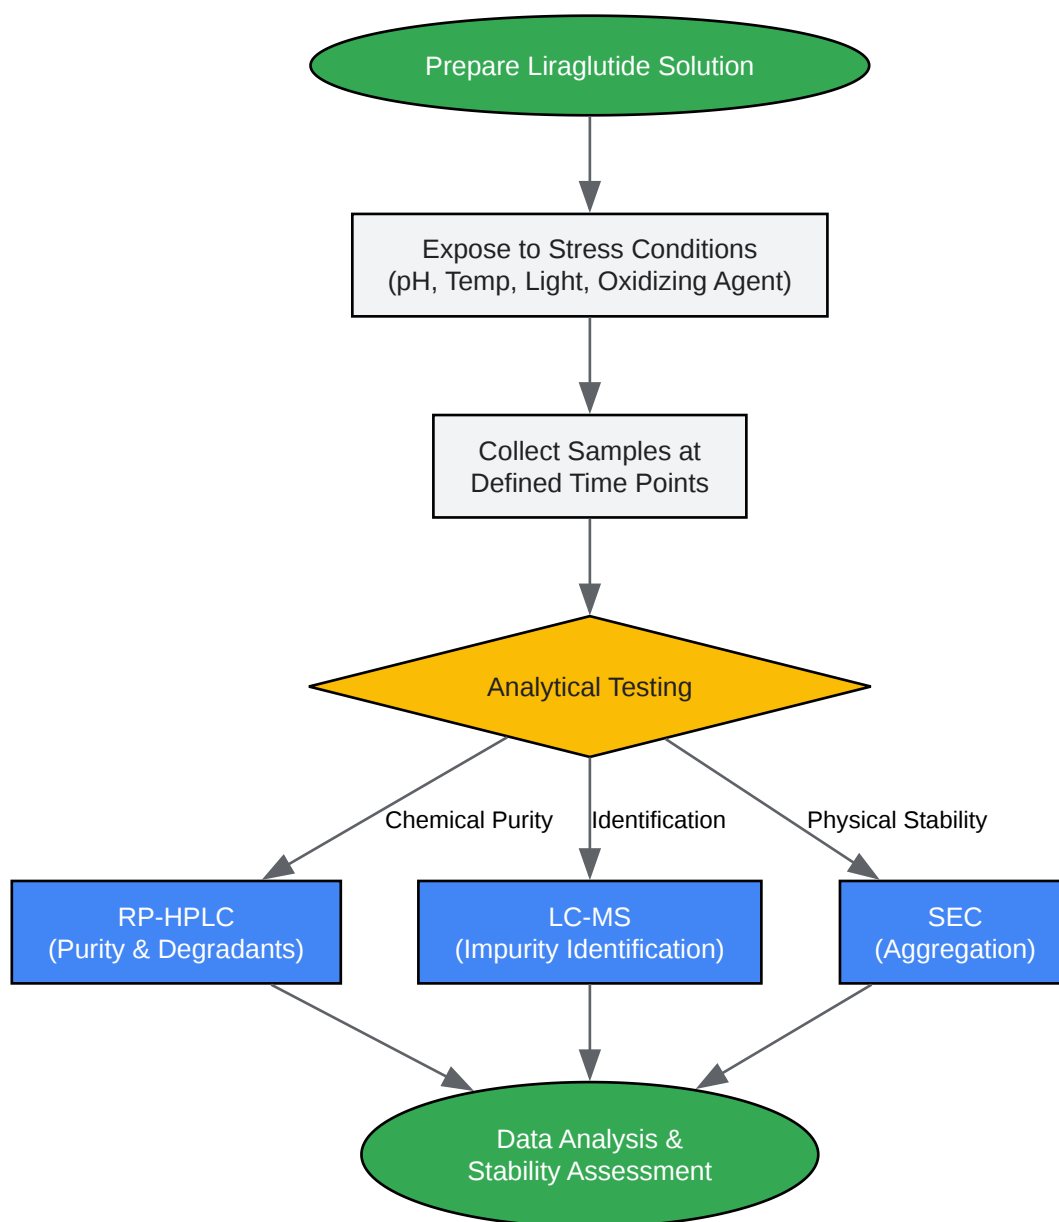 Prepare Liraglutide Solution
Expose to Stress Conditions
(pH, Temp, Light, Oxidizing Agent)
Collect Samples at
Defined Time Points
Analytical Testing
Chemical Purity
Identification
Physical Stability
RP-HPLC
(Purity & Degradants)
LC-MS
(Impurity Identification)
SEC
(Aggregation)
Data Analysis &
Stability Assessment